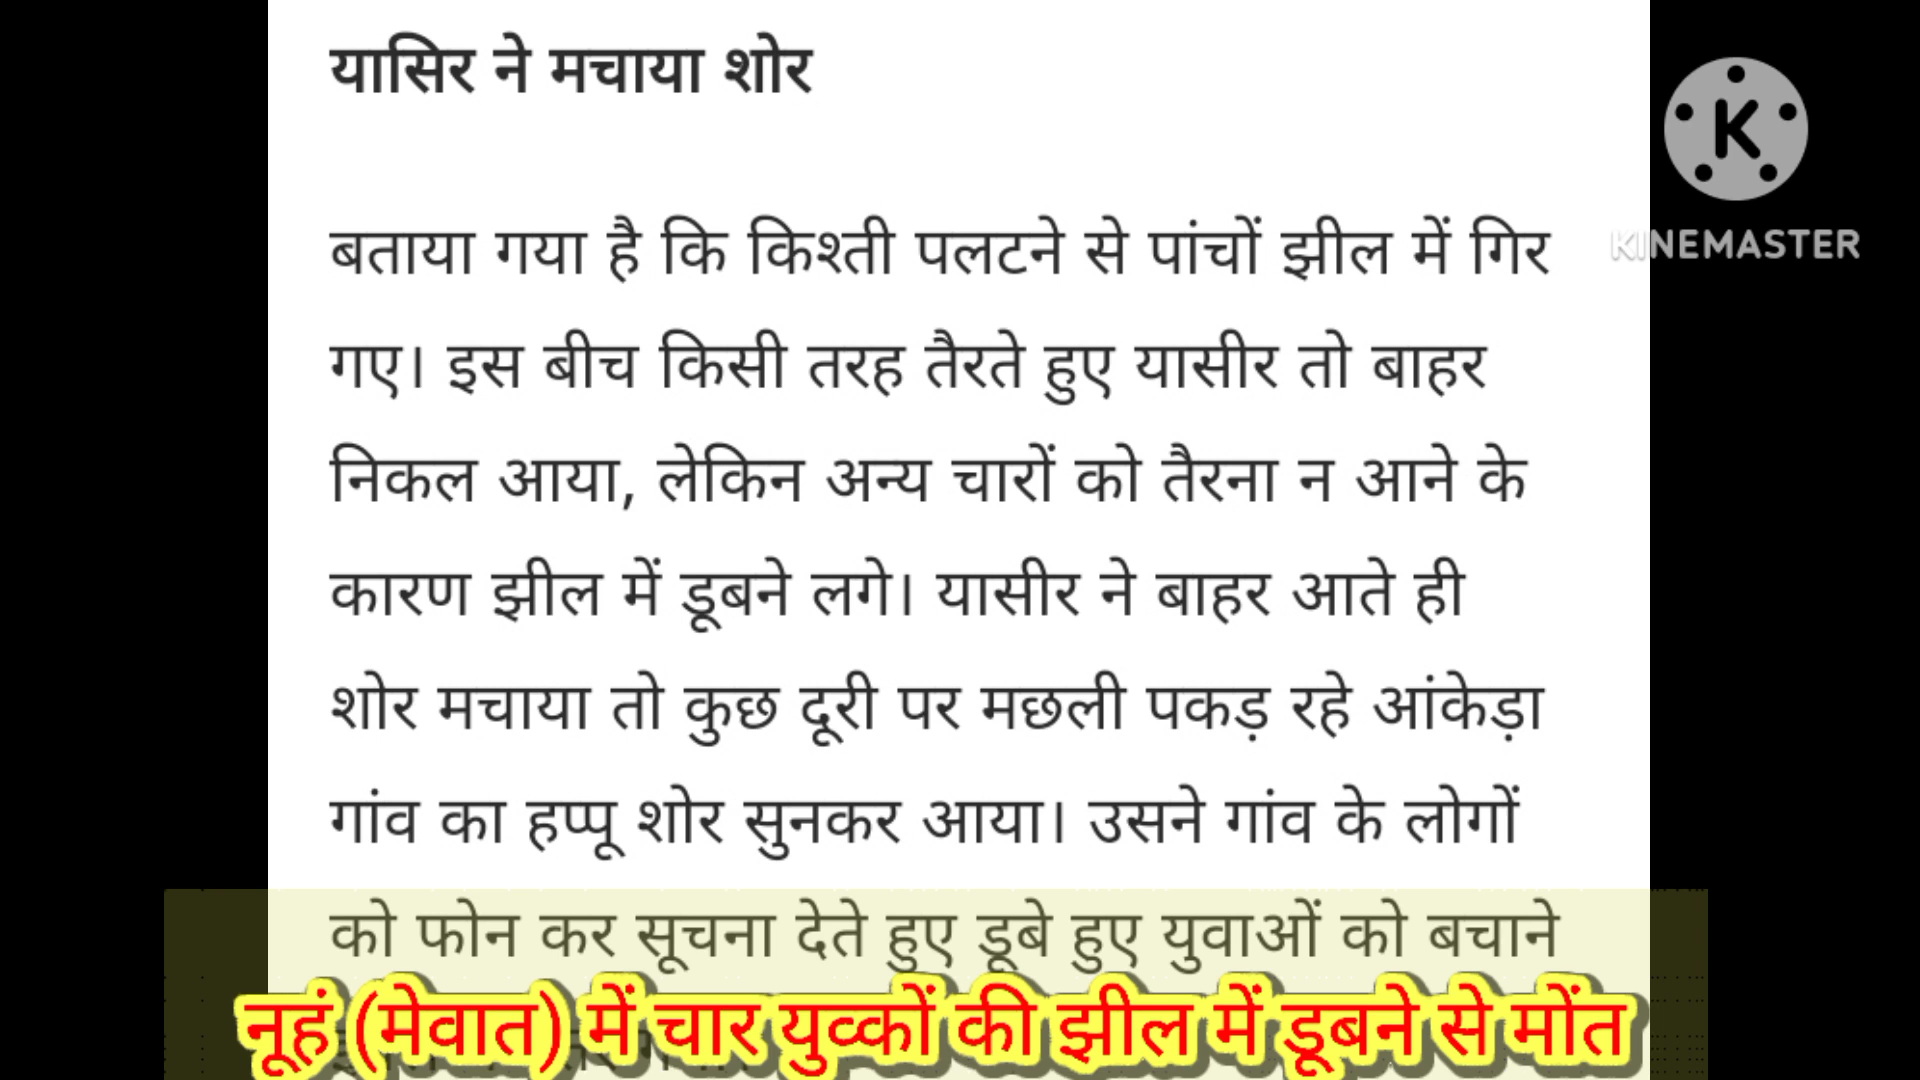 यासिर ने मचाया शोर
K
KINEMASTER
बताया गया है कि किश्ती पलटने से पांचों झील में गिर
गए। इस बीच किसी तरह तैरते हुए यासीर तो बाहर
निकल आया, लेकिन अन्य चारों को तैरना न आने के
कारण झील में डूबने लगे। यासीर ने बाहर आते ही
शोर मचाया तो कुछ दूरी पर मछली पकड़ रहे आंकेड़ा
गांव का हप्पू शोर सुनकर आया। उसने गांव के लोगों
को फोन कर सूचना देते हुए डूबे हुए युवाओं को बचाने
नूहं (मेवात) में चार युव्कों की झील में डूबने से मोंत